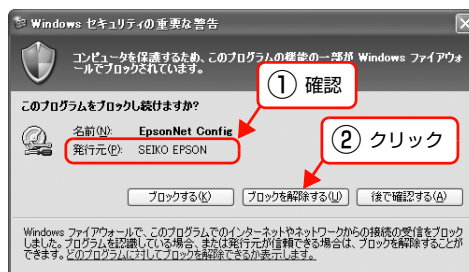 Windows セキュリティの重要な警告
コンピュータを保護するため、このプログラムの機能の一部が Windows ファイアウォ
ールでブロックされています。
① 確認
このプログラムをブロックし続けますか?
名前(N): EpsonNet Config
発行元(P): SEIKO EPSON
② クリック
ブロックする(K) ブロックを解除する(U) 後で確認する(A)
Windows ファイアウォールで、このプログラムでのインターネットやネットワークからの接続の受信をブロック
しました。プログラムを認識している場合、または発行元が信頼できる場合は、ブロックを解除することが
できます。どのプログラムに対してブロックを解除できるか表示します。